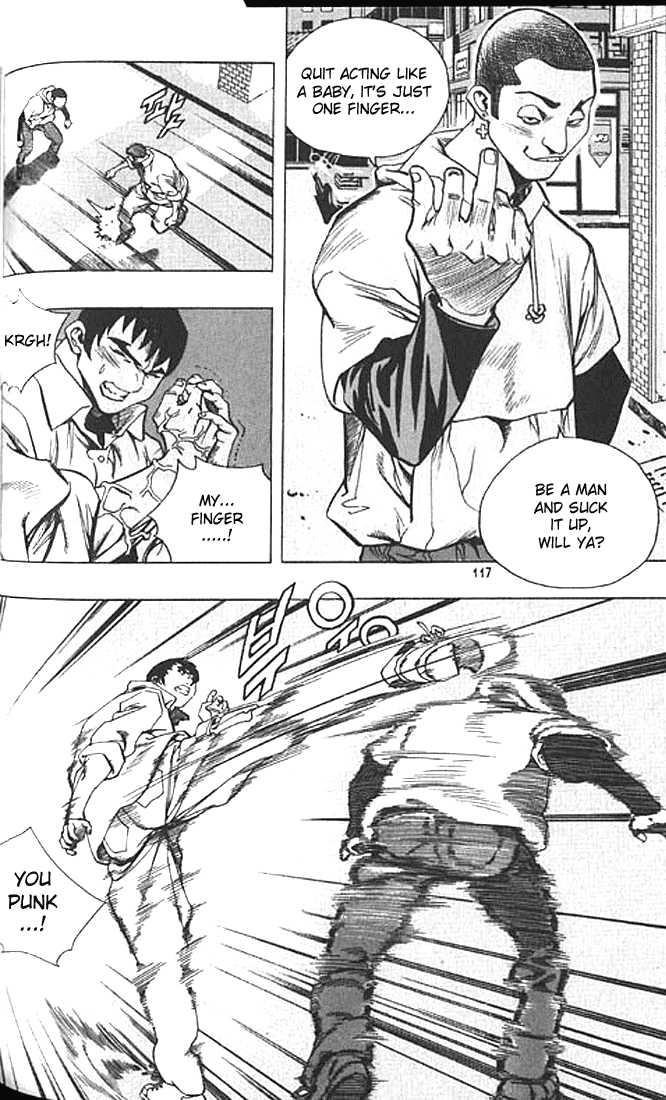 KRGH!
MY...
FINGER
.....!
QUIT ACTING LIKE
A BABY, IT'S JUST
ONE FINGER...
BE A MAN
AND SUCK
IT UP,
WILL YA?
117
YOU
PUNK
...!